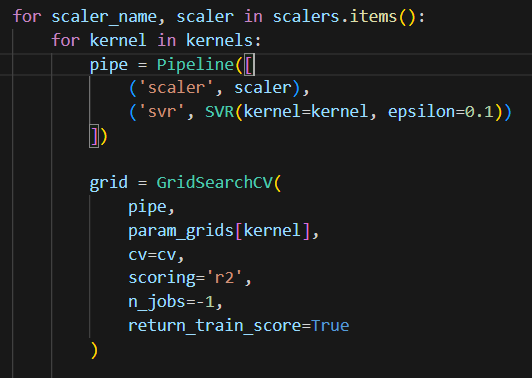 for scaler_name, scaler in scalers.items():
    for kernel in kernels:
        pipe = Pipeline([
            ('scaler', scaler),
            ('svr', SVR(kernel=kernel, epsilon=0.1))
        ])

        grid = GridSearchCV(
            pipe,
            param_grids[kernel],
            cv=cv,
            scoring='r2',
            n_jobs=-1,
            return_train_score=True
        )